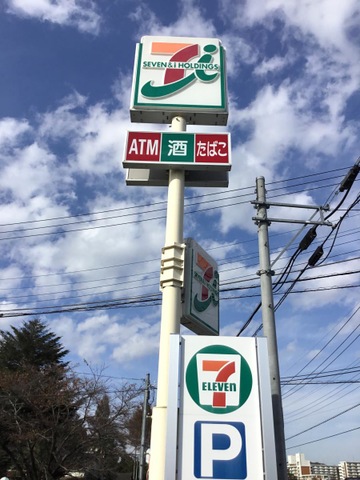 SEVEN&i HOLDINGS
ATM 酒 たばこ
7
ELEVEN
P